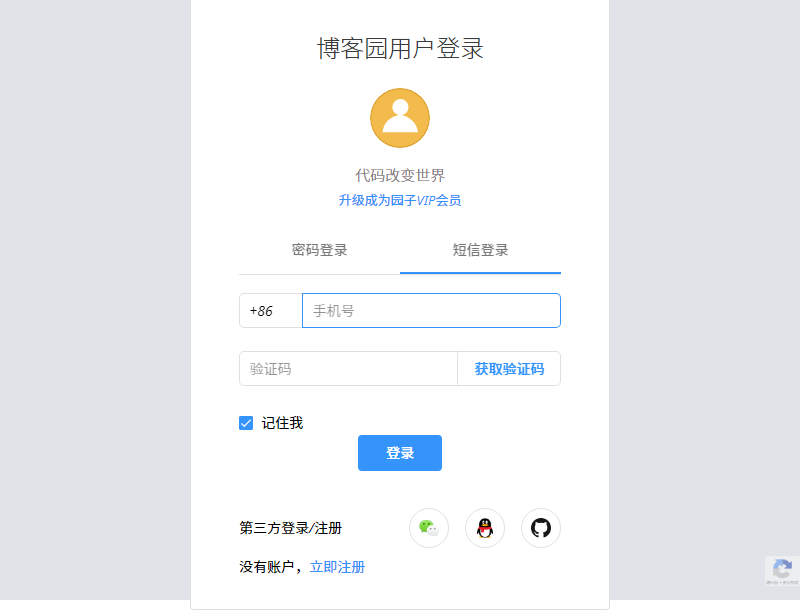 博客园用户登录
代码改变世界
升级成为园子VIP会员
密码登录 短信登录
+86 手机号
验证码 获取验证码
记住我
登录
第三方登录/注册
没有账户，立即注册